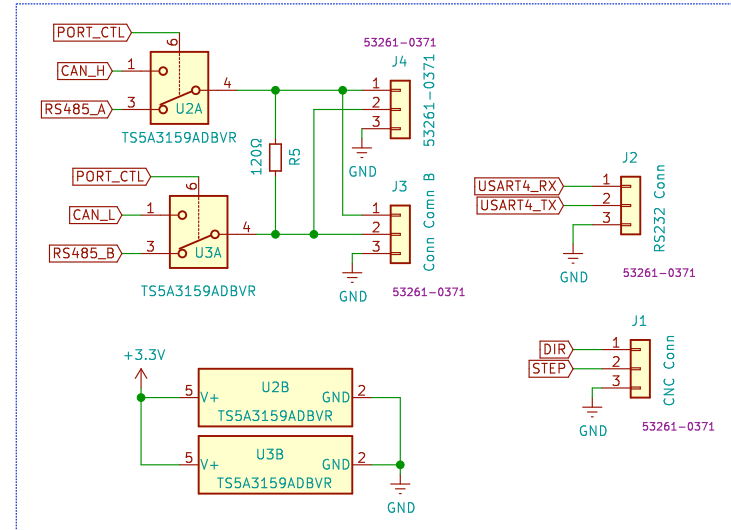 PORT_CTL
6
CAN_H
1
4
RS485_A
3
U2A
TS5A3159ADBVR
53261-0371
J4
1
2
3
53261-0371
GND
120Ω
R5
PORT_CTL
6
CAN_L
1
4
RS485_B
3
U3A
TS5A3159ADBVR
J3
1
2
3
Conn Comn B
GND
53261-0371
J2
USART4_RX
1
USART4_TX
2
3
RS232 Conn
GND
53261-0371
J1
DIR
1
STEP
2
3
CNC Conn
GND
53261-0371
+3.3V
5
V+
U2B
GND
2
TS5A3159ADBVR
5
V+
U3B
GND
2
TS5A3159ADBVR
GND